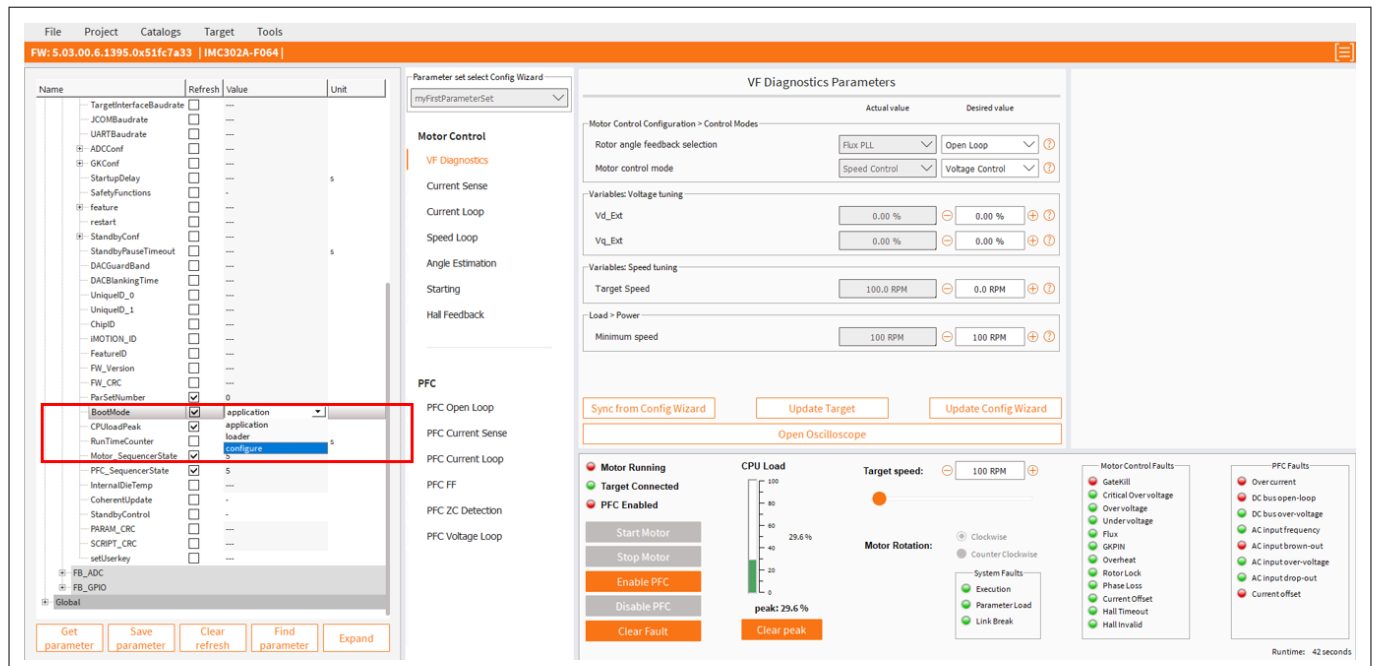 File Project Catalogs Target Tools
FW: 5.03.00.6.1395.0x51fc7a33 | IMC302A-F064 |
Name Refresh Value Unit
TargetInterfaceBaudrate ---
JCOMBaudrate ---
UARTBaudrate ---
ADCConf ---
GKConf ---
StartupDelay --- s
SafetyFunctions -
feature ---
restart ---
StandbyConf ---
StandbyPauseTimeout --- s
DACGuardBand ---
DACBlankingTime ---
UniqueID_0 ---
UniqueID_1 ---
ChipID ---
iMOTION_ID ---
FeatureID ---
FW_Version ---
FW_CRC ---
ParSetNumber 0
BootMode application
CPUloadPeak application
RunTimeCounter loader s
configure
Motor_SequencerState 5
PFC_SequencerState 5
InternalDieTemp ---
CoherentUpdate -
StandbyControl -
PARAM_CRC ---
SCRIPT_CRC ---
setUserkey ---
FB_ADC
FB_GPIO
Global
Get parameter
Save parameter
Clear refresh
Find parameter
Expand
Parameter set select Config Wizard
myFirstParameterSet
Motor Control
VF Diagnostics
Current Sense
Current Loop
Speed Loop
Angle Estimation
Starting
Hall Feedback
PFC
PFC Open Loop
PFC Current Sense
PFC Current Loop
PFC FF
PFC ZC Detection
PFC Voltage Loop
VF Diagnostics Parameters
Actual value Desired value
Motor Control Configuration > Control Modes
Rotor angle feedback selection Flux PLL Open Loop ?
Motor control mode Speed Control Voltage Control ?
Variables: Voltage tuning
Vd_Ext 0.00 % 0.00 % ?
Vq_Ext 0.00 % 0.00 % ?
Variables: Speed tuning
Target Speed 100.0 RPM 0.0 RPM ?
Load > Power
Minimum speed 100 RPM 100 RPM ?
Sync from Config Wizard Update Target Update Config Wizard
Open Oscilloscope
Motor Running
Target Connected
PFC Enabled
Start Motor
Stop Motor
Enable PFC
Disable PFC
Clear Fault
CPU Load
100
80
60
40
20
0
29.6 %
peak: 29.6 %
Clear peak
Target speed: 100 RPM
Motor Rotation:
Clockwise
Counter Clockwise
System Faults
Execution
Parameter Load
Link Break
Motor Control Faults
GateKill
Critical Over voltage
Over voltage
Under voltage
Flux
GKPIN
Overheat
Rotor Lock
Phase Loss
Current Offset
Hall Timeout
Hall Invalid
PFC Faults
Over current
DC bus open-loop
DC bus over-voltage
AC input frequency
AC input brown-out
AC input over-voltage
AC input drop-out
Current offset
Runtime: 42 seconds